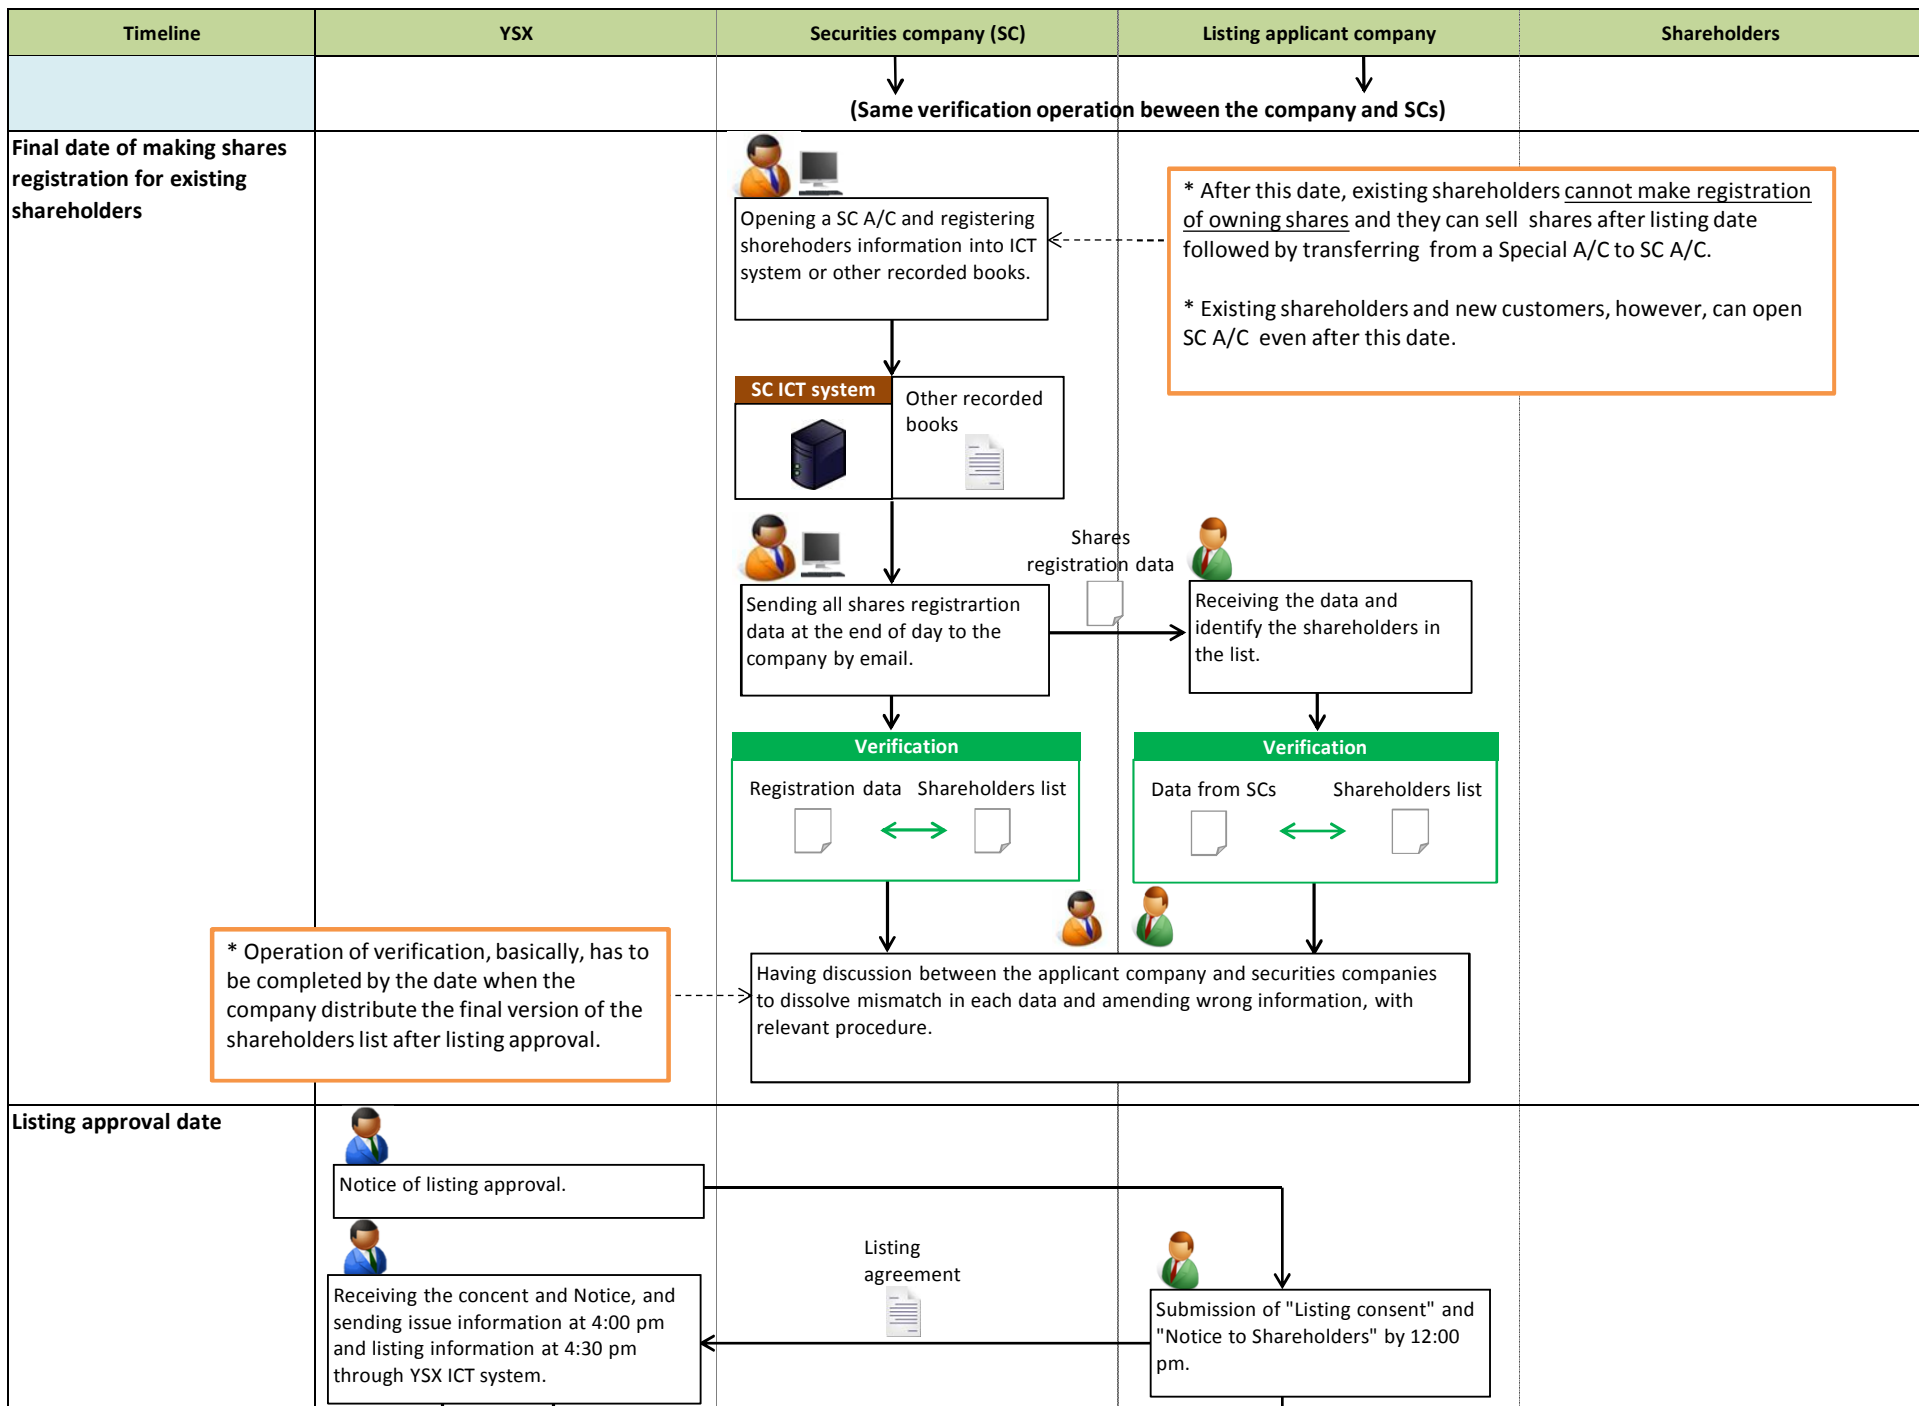 Timeline
YSX
Securities company (SC)
Listing applicant company
Shareholders
(Same verification operation beween the company and SCs)
Final date of making shares
registration for existing
shareholders
Opening a SC A/C and registering
shorehoders information into ICT
system or other recorded books.
* After this date, existing shareholders cannot make registration
of owning shares and they can sell shares after listing date
followed by transferring from a Special A/C to SC A/C.
* Existing shareholders and new customers, however, can open
SC A/C even after this date.
SC ICT system
Other recorded
books
Shares
registration data
Sending all shares registrartion
data at the end of day to the
company by email.
Receiving the data and
identify the shareholders in
the list.
Verification
Registration data
Shareholders list
Verification
Data from SCs
Shareholders list
* Operation of verification, basically, has to
be completed by the date when the
company distribute the final version of the
shareholders list after listing approval.
Having discussion between the applicant company and securities companies
to dissolve mismatch in each data and amending wrong information, with
relevant procedure.
Listing approval date
Notice of listing approval.
Listing
agreement
Receiving the concent and Notice, and
sending issue information at 4:00 pm
and listing information at 4:30 pm
through YSX ICT system.
Submission of "Listing consent" and
"Notice to Shareholders" by 12:00
pm.